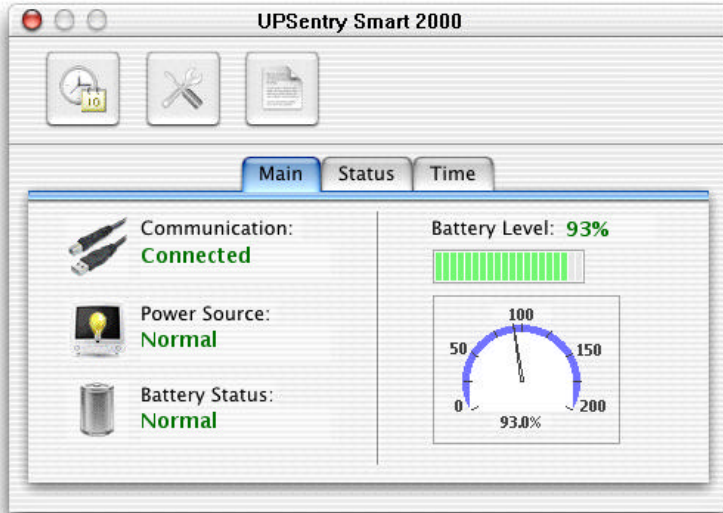 UPSentry Smart 2000
10
Main Status Time
Communication:
Connected
Power Source:
Normal
Battery Status:
Normal
Battery Level: 93%
100
50 150
0 200
93.0%